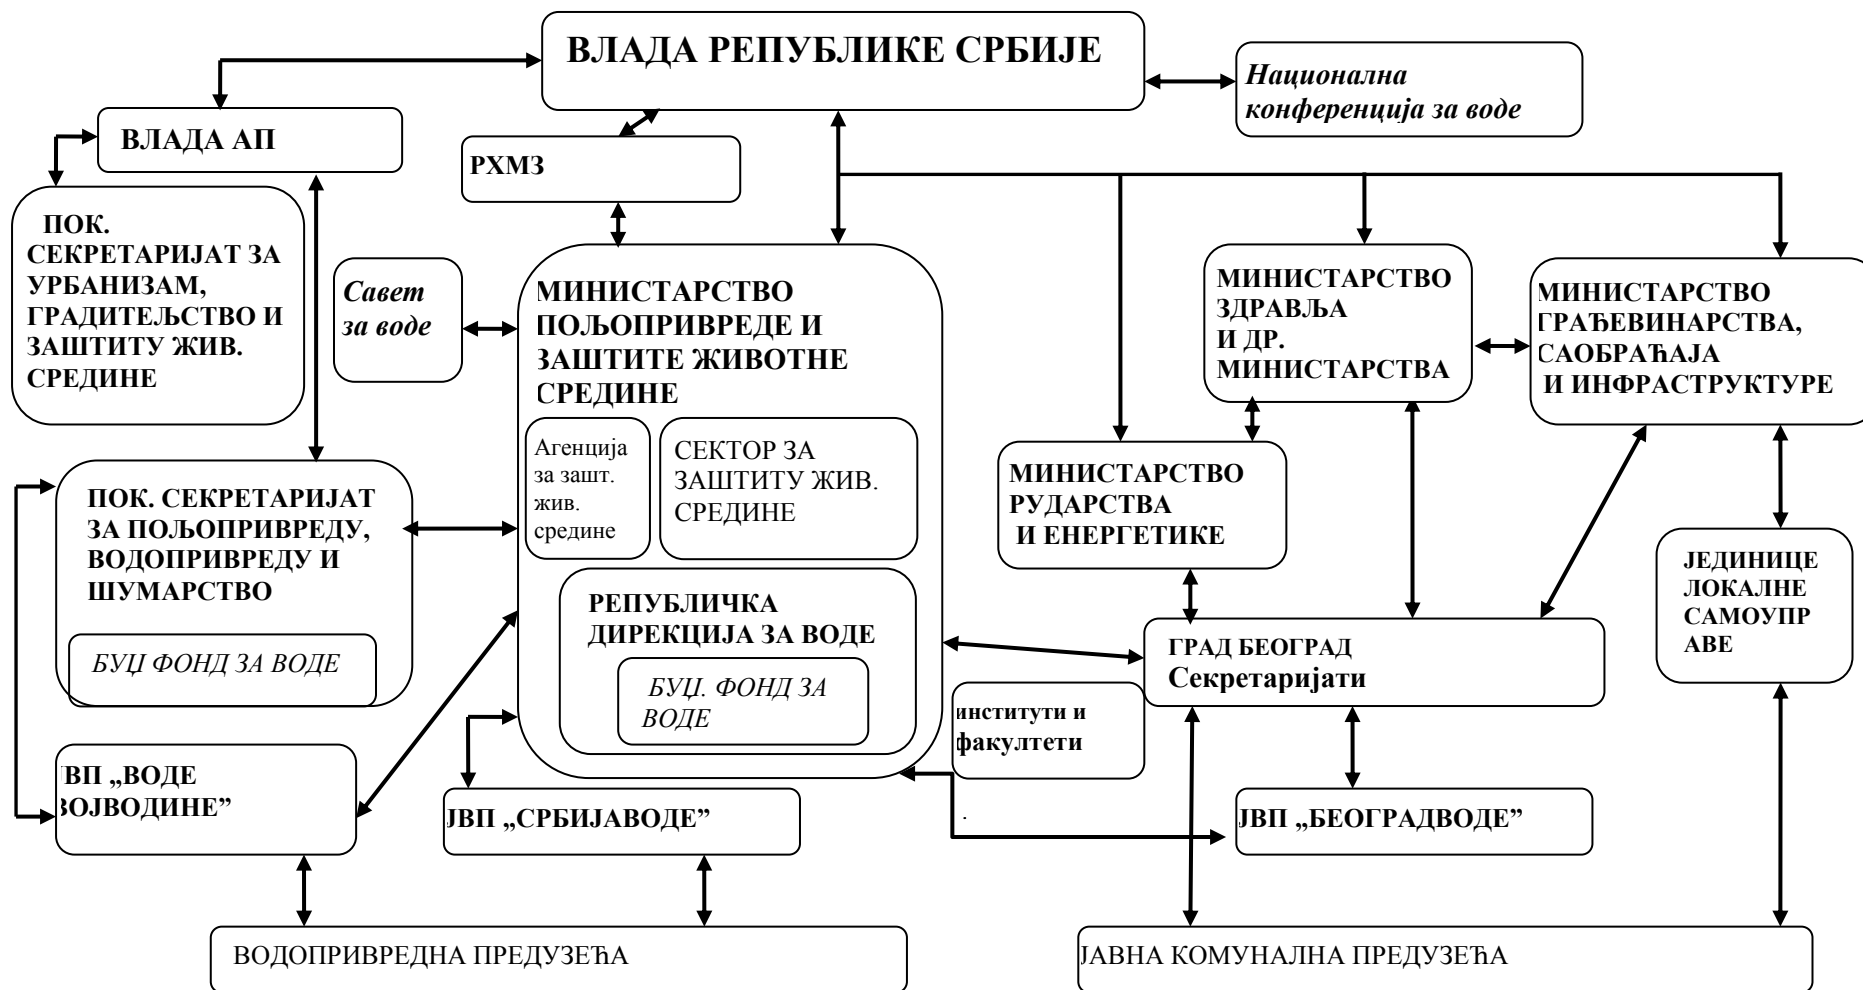 ВЛАДА РЕПУБЛИКЕ СРБИЈЕ
Национална
конференција за воде
ВЛАДА АП
РХМЗ
ПОК.
СЕКРЕТАРИЈАТ ЗА
УРБАНИЗАМ,
ГРАДИТЕЉСТВО И
ЗАШТИТУ ЖИВ.
СРЕДИНЕ
Савет
за воде
МИНИСТАРСТВО
ПОЉОПРИВРЕДЕ И
ЗАШТИТЕ ЖИВОТНЕ
СРЕДИНЕ
МИНИСТАРСТВО
ЗДРАВЉА
И ДР.
МИНИСТАРСТВА
МИНИСТАРСТВО
ГРАЂЕВИНАРСТВА,
САОБРАЋАЈА
И ИНФРАСТРУКТУРЕ
Агенција
за зашт.
жив.
средине
СЕКТОР ЗА
ЗАШТИТУ ЖИВ.
СРЕДИНЕ
МИНИСТАРСТВО
РУДАРСТВА
И ЕНЕРГЕТИКЕ
ПОК. СЕКРЕТАРИЈАТ
ЗА ПОЉОПРИВРЕДУ,
ВОДОПРИВРЕДУ И
ШУМАРСТВО
БУЏ ФОНД ЗА ВОДЕ
РЕПУБЛИЧКА
ДИРЕКЦИЈА ЗА ВОДЕ
БУЏ. ФОНД ЗА
ВОДЕ
ЈЕДИНИЦЕ
ЛОКАЛНЕ
САМОУПР
АВЕ
ГРАД БЕОГРАД
Секретаријати
институти и
факултети
ЈВП „ВОДЕ
ВОЈВОДИНЕ”
ЈВП „СРБИЈАВОДЕ”
.
ЈВП „БЕОГРАДВОДЕ”
ВОДОПРИВРЕДНА ПРЕДУЗЕЋА
ЈАВНА КОМУНАЛНА ПРЕДУЗЕЋА